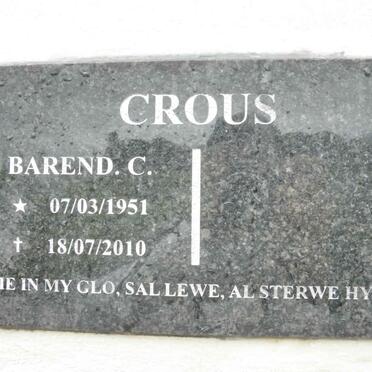 CROUS
BAREND. C.
★ 07/03/1951
✝ 18/07/2010
IE IN MY GLO, SAL LEWE, AL STERWE HY